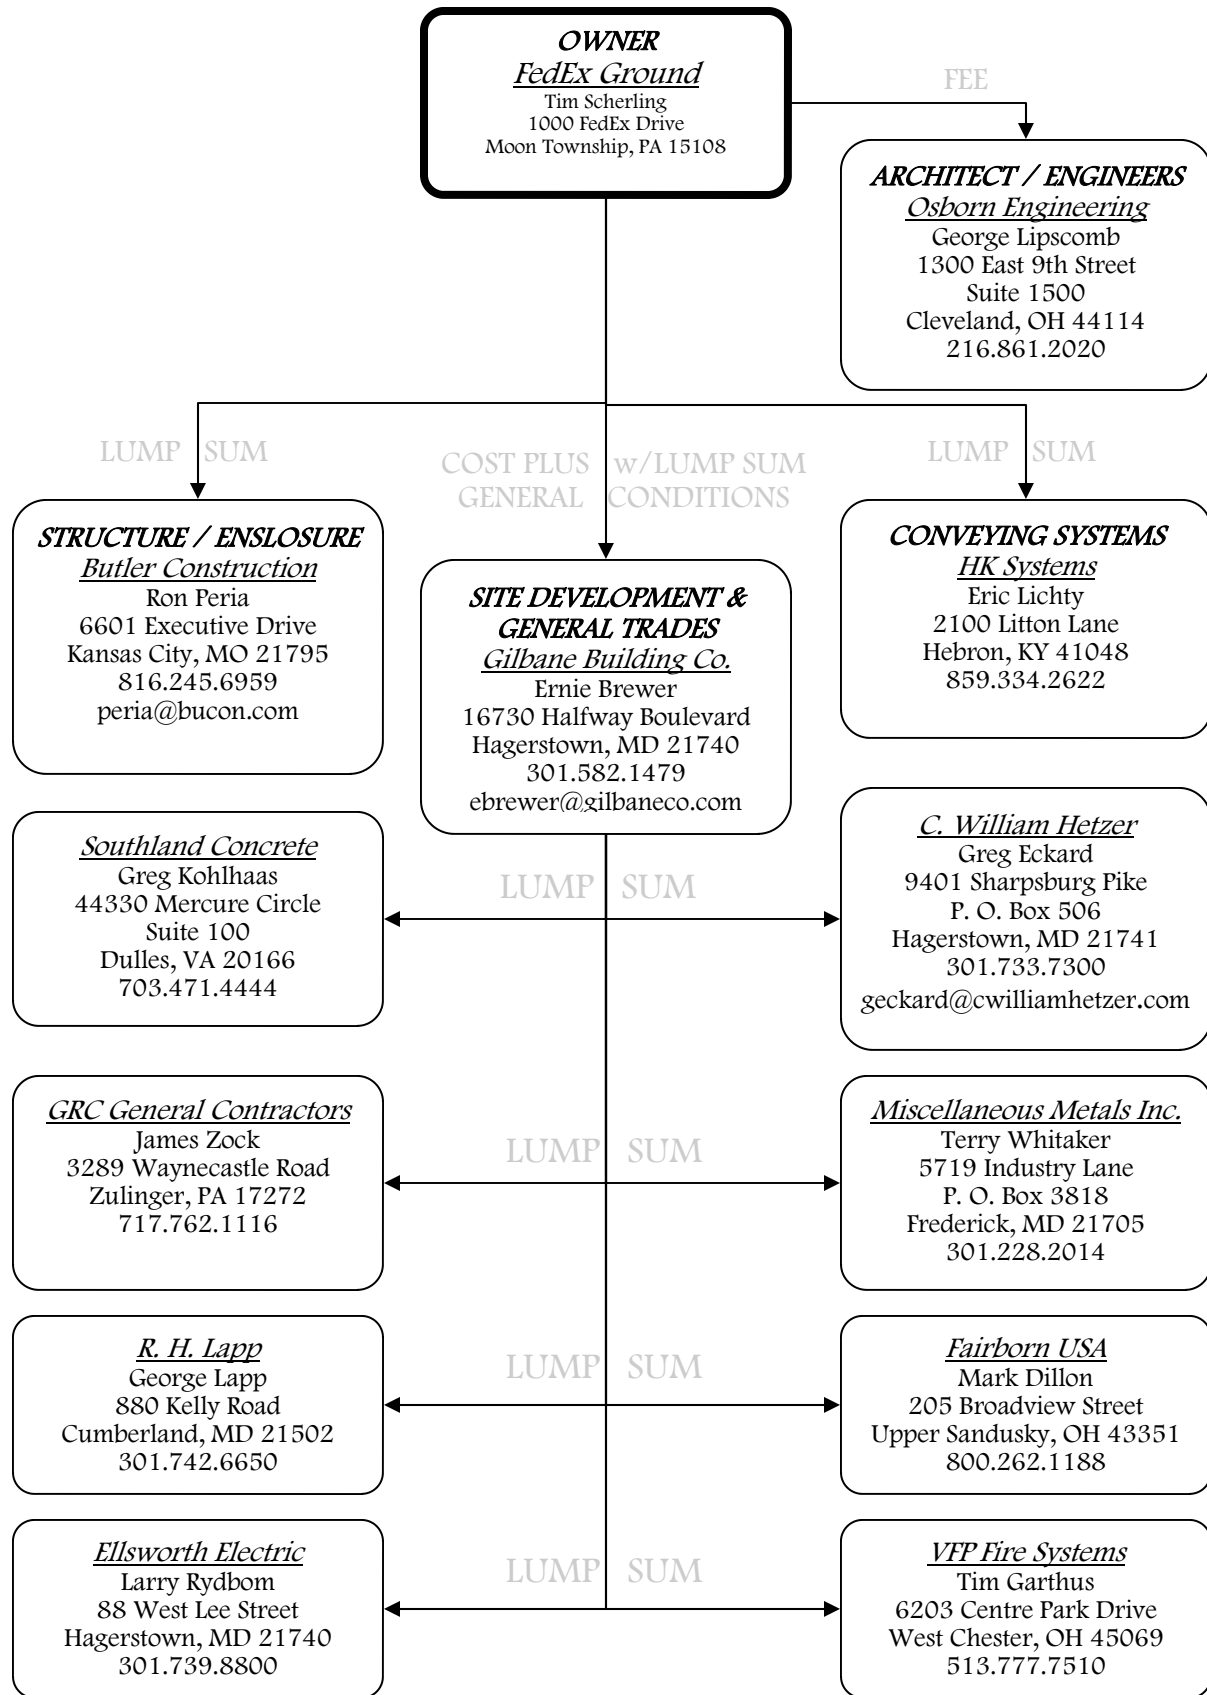 OWNER
FedEx Ground
Tim Scherling
1000 FedEx Drive
Moon Township, PA 15108
FEE
ARCHITECT / ENGINEERS
Osborn Engineering
George Lipscomb
1300 East 9th Street
Suite 1500
Cleveland, OH 44114
216.861.2020
LUMP SUM
COST PLUS w/LUMP SUM
GENERAL CONDITIONS
LUMP SUM
STRUCTURE / ENSLOSURE
Butler Construction
Ron Peria
6601 Executive Drive
Kansas City, MO 21795
816.245.6959
peria@bucon.com
SITE DEVELOPMENT &
GENERAL TRADES
Gilbane Building Co.
Ernie Brewer
16730 Halfway Boulevard
Hagerstown, MD 21740
301.582.1479
ebrewer@gilbaneco.com
CONVEYING SYSTEMS
HK Systems
Eric Lichty
2100 Litton Lane
Hebron, KY 41048
859.334.2622
Southland Concrete
Greg Kohlhaas
44330 Mercure Circle
Suite 100
Dulles, VA 20166
703.471.4444
LUMP SUM
C. William Hetzer
Greg Eckard
9401 Sharpsburg Pike
P. O. Box 506
Hagerstown, MD 21741
301.733.7300
geckard@cwilliamhetzer.com
GRC General Contractors
James Zock
3289 Waynecastle Road
Zulinger, PA 17272
717.762.1116
LUMP SUM
Miscellaneous Metals Inc.
Terry Whitaker
5719 Industry Lane
P. O. Box 3818
Frederick, MD 21705
301.228.2014
R. H. Lapp
George Lapp
880 Kelly Road
Cumberland, MD 21502
301.742.6650
LUMP SUM
Fairborn USA
Mark Dillon
205 Broadview Street
Upper Sandusky, OH 43351
800.262.1188
Ellsworth Electric
Larry Rydbom
88 West Lee Street
Hagerstown, MD 21740
301.739.8800
LUMP SUM
VFP Fire Systems
Tim Garthus
6203 Centre Park Drive
West Chester, OH 45069
513.777.7510